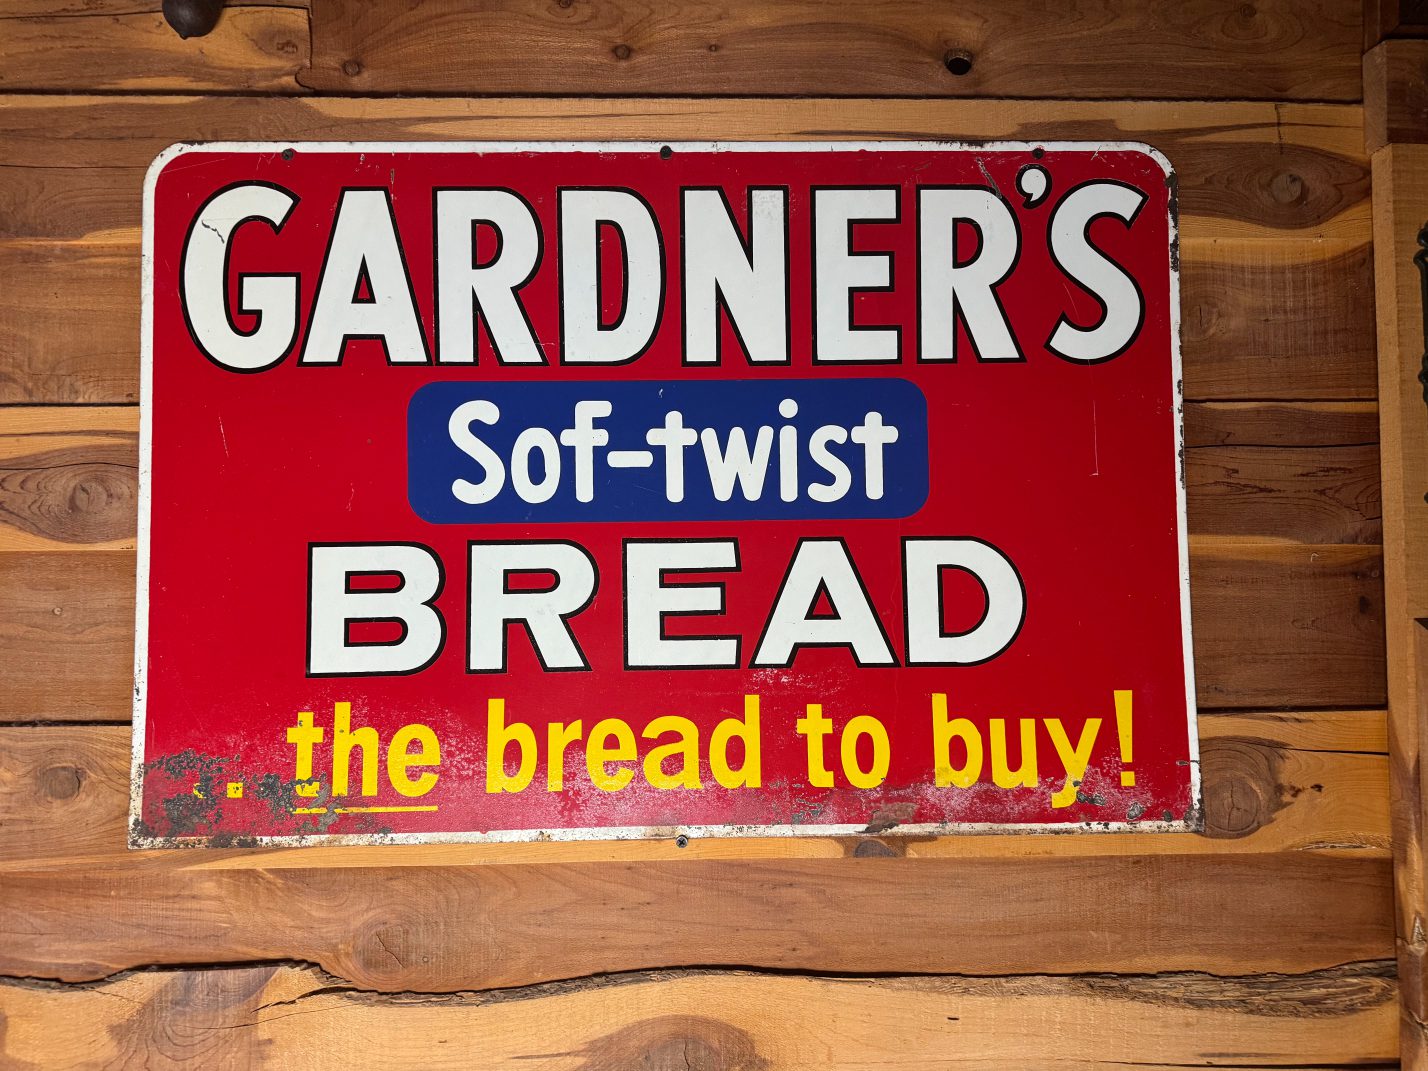 GARDNER'S
Sof-twist
BREAD
.. the bread to buy!